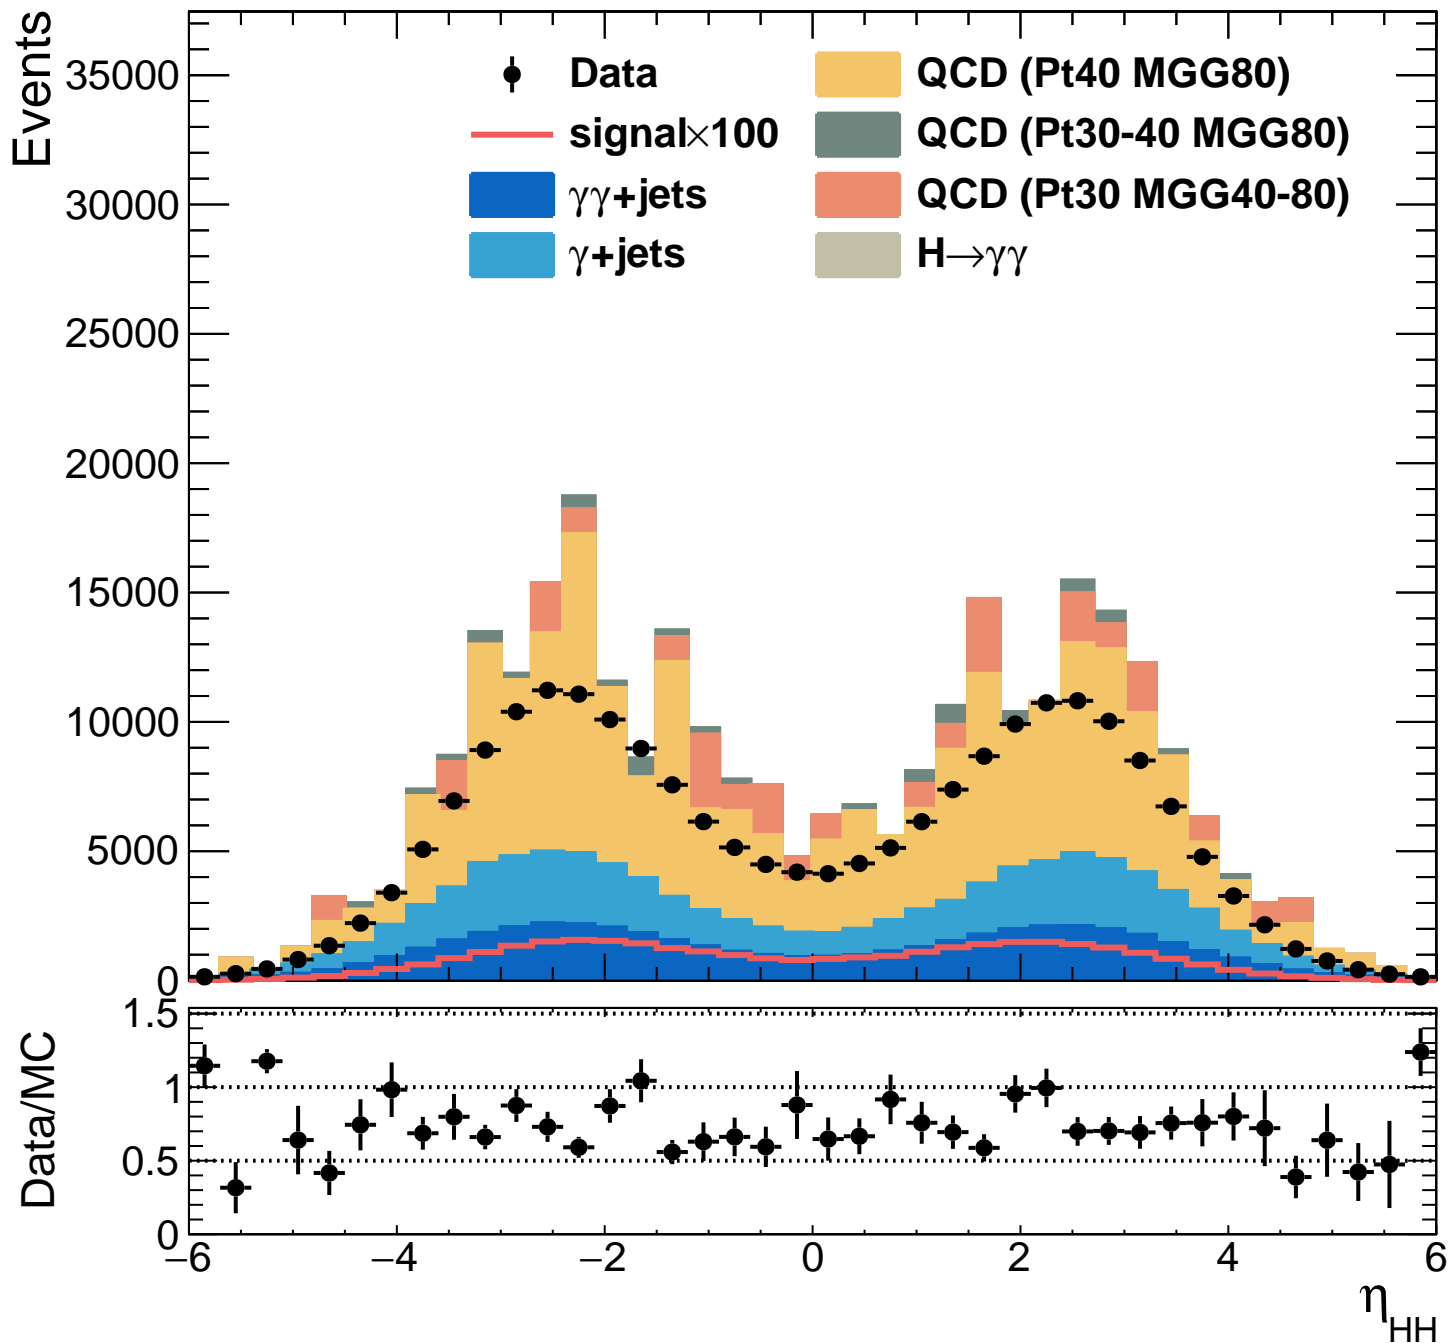 Events
35000
30000
25000
20000
15000
10000
5000
0
Data
signal×100
γγ+jets
γ+jets
QCD (Pt40 MGG80)
QCD (Pt30-40 MGG80)
QCD (Pt30 MGG40-80)
H→γγ
Data/MC
1.5
1
0.5
0
−6 −4 −2 0 2 4 6
η_HH